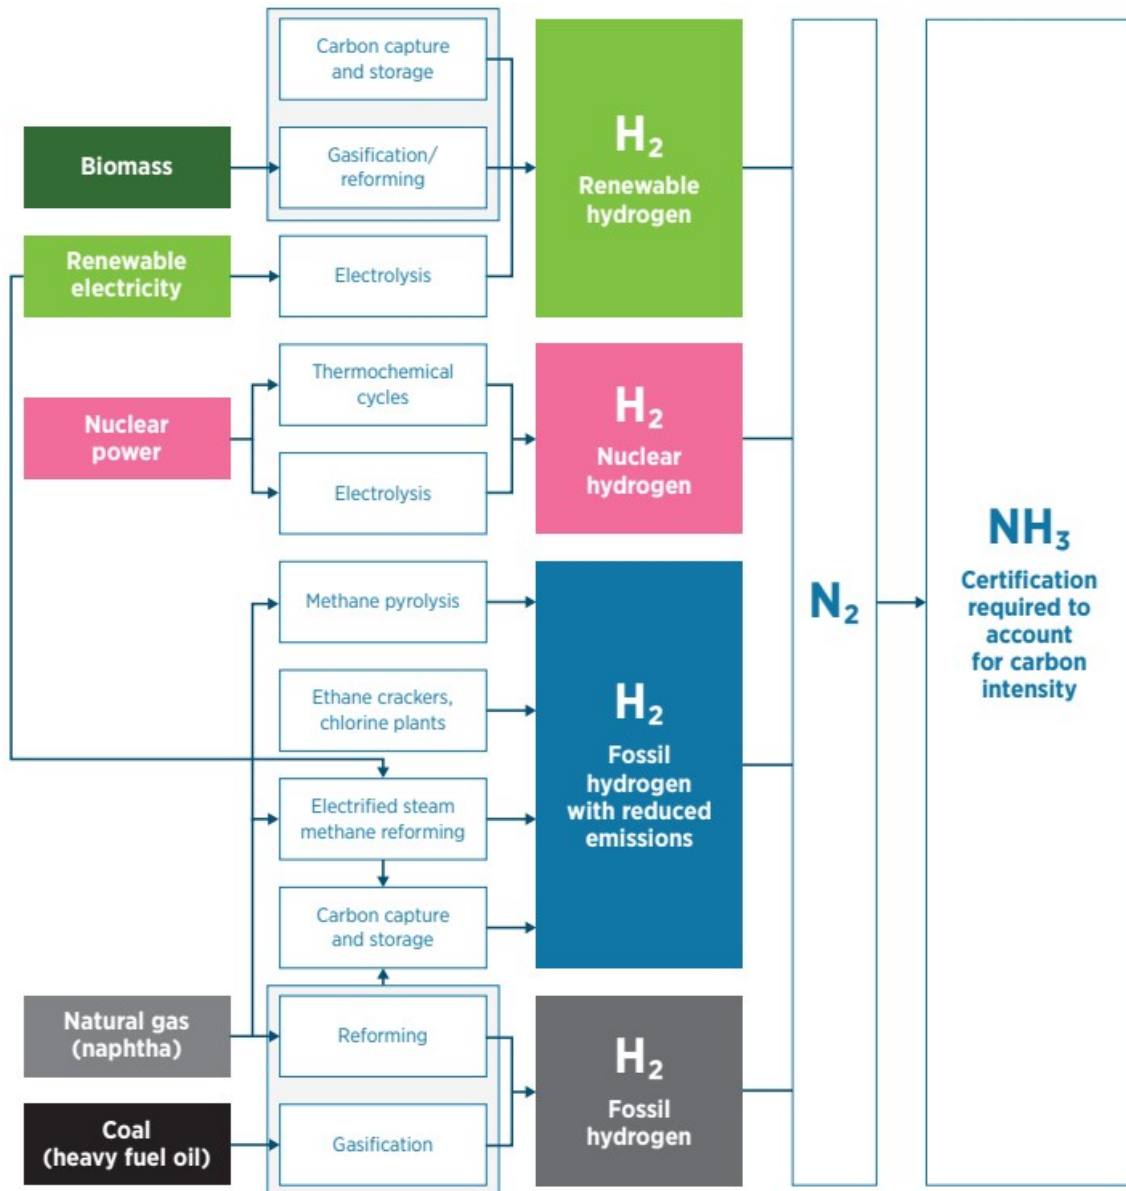 Carbon capture
and storage
Biomass
Gasification/
reforming
H₂
Renewable
hydrogen
Renewable
electricity
Electrolysis
Nuclear
power
Thermochemical
cycles
Electrolysis
H₂
Nuclear
hydrogen
Methane pyrolysis
Ethane crackers,
chlorine plants
Electrified steam
methane reforming
Carbon capture
and storage
H₂
Fossil
hydrogen
with reduced
emissions
Natural gas
(naphtha)
Reforming
Coal
(heavy fuel oil)
Gasification
H₂
Fossil
hydrogen
N₂
NH₃
Certification
required to
account
for carbon
intensity